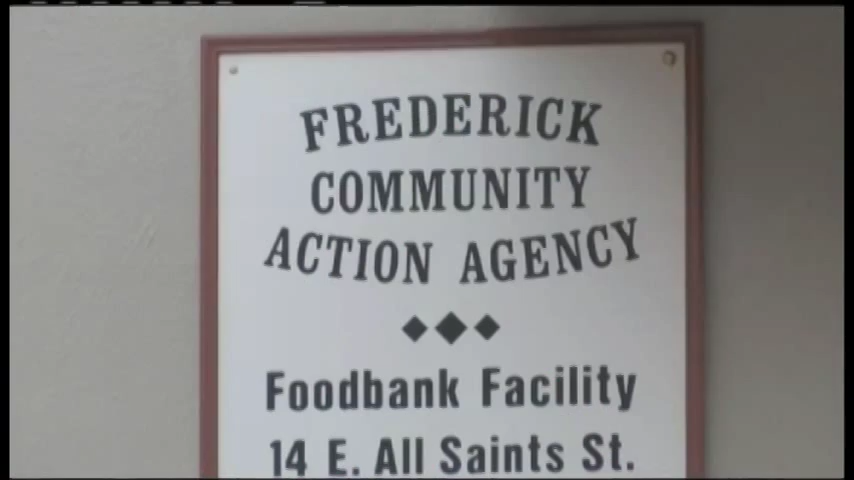 FREDERICK
COMMUNITY
ACTION AGENCY
Foodbank Facility
14 E. All Saints St.